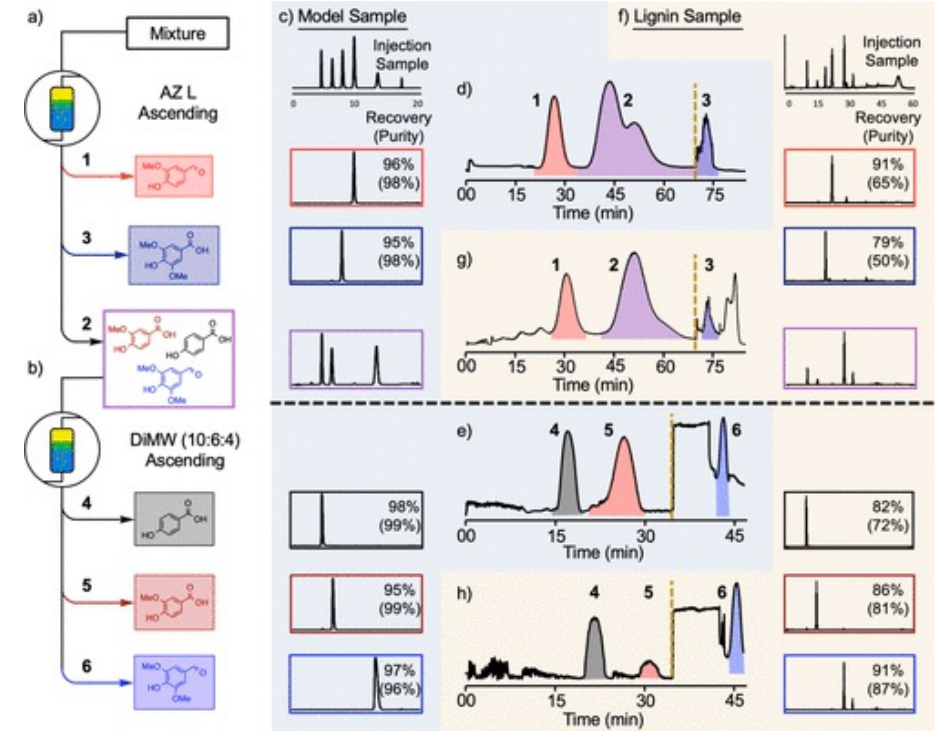 a)
Mixture
AZ L
Ascending
1
MeO
HO
O
3
MeO
O
OH
HO
OMe
2
MeO
O
OH
HO
O
OH
HO
MeO
O
HO
OMe
b)
DiMW (10:6:4)
Ascending
4
O
OH
HO
5
MeO
O
OH
HO
6
MeO
O
HO
OMe
c) Model Sample
Injection
Sample
0 10 20
Recovery
(Purity)
96%
(98%)
95%
(98%)
98%
(99%)
95%
(99%)
97%
(96%)
f) Lignin Sample
d)
1 2 3
00 15 30 45 60 75
Time (min)
g)
1 2 3
00 15 30 45 60 75
Time (min)
e)
4 5 6
00 15 30 45
Time (min)
h)
4 5 6
00 15 30 45
Time (min)
Injection
Sample
0 15 30 45 60
Recovery
(Purity)
91%
(65%)
79%
(50%)
82%
(72%)
86%
(81%)
91%
(87%)